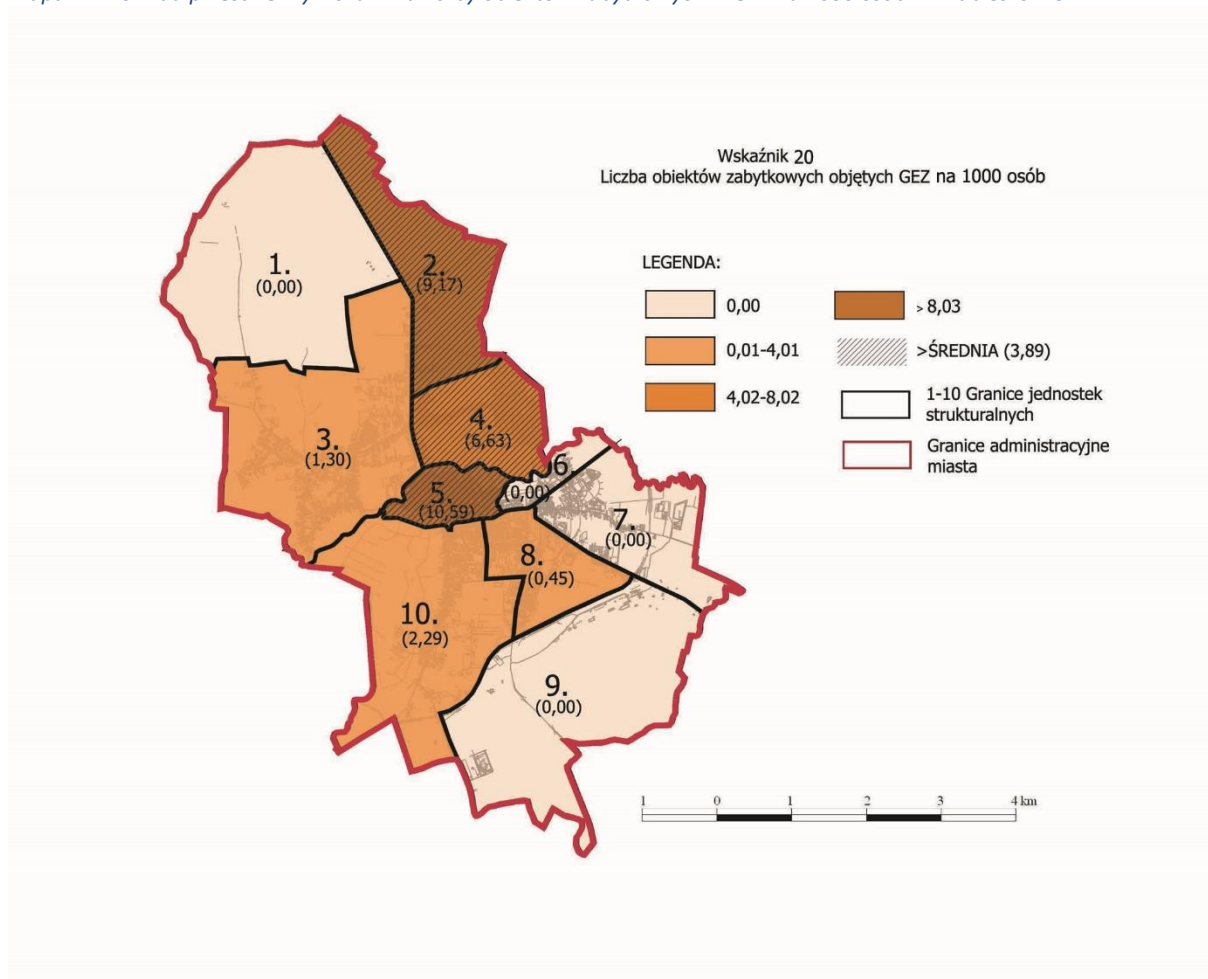 Wskaźnik 20
Liczba obiektów zabytkowych objętych GEZ na 1000 osób
LEGENDA:
0,00
0,01-4,01
4,02-8,02
> 8,03
>ŚREDNIA (3,89)
1-10 Granice jednostek
strukturalnych
Granice administracyjne
miasta
1.
(0,00)
2.
(9,17)
3.
(1,30)
4.
(6,63)
5.
(10,59)
6.
(0,00)
7.
(0,00)
8.
(0,45)
9.
(0,00)
10.
(2,29)
1 0 1 2 3 4 km